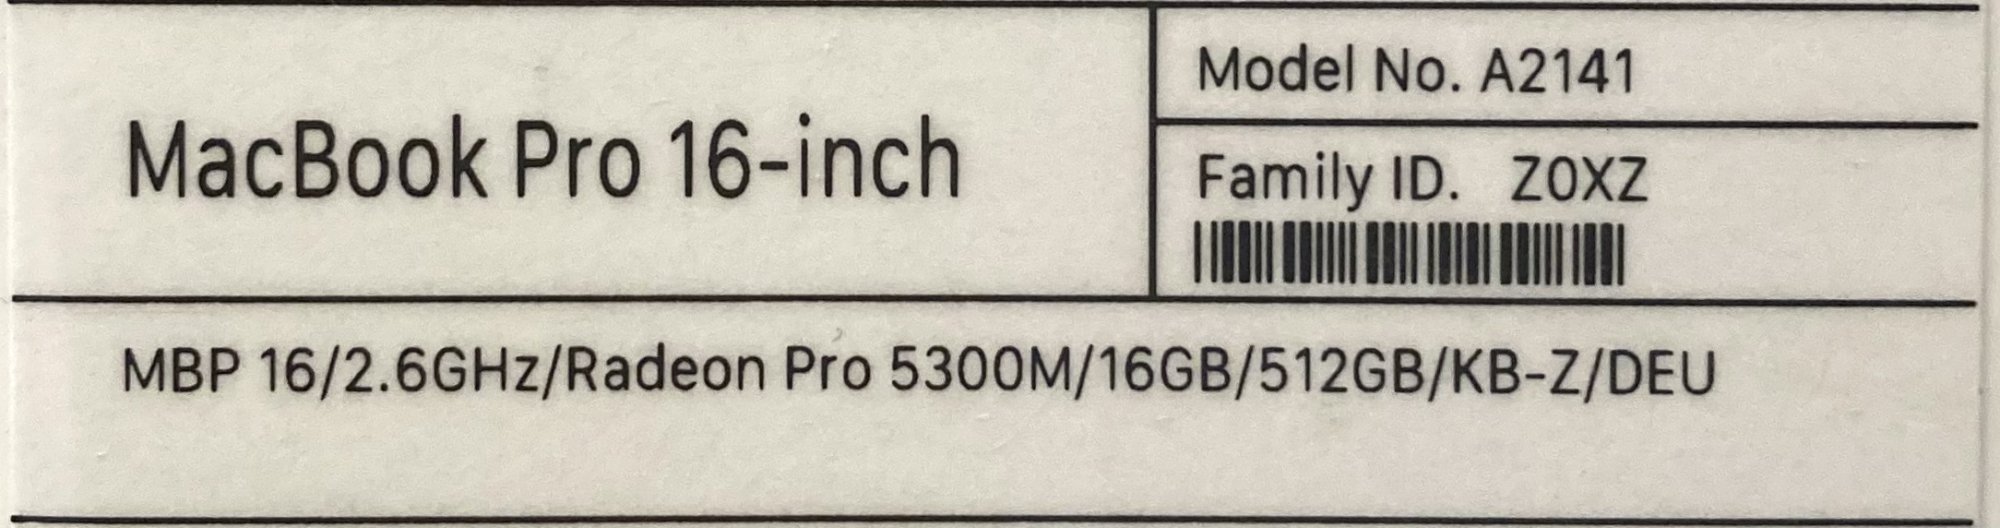 MacBook Pro 16-inch
Model No. A2141
Family ID. Z0XZ
MBP 16/2.6GHz/Radeon Pro 5300M/16GB/512GB/KB-Z/DEU